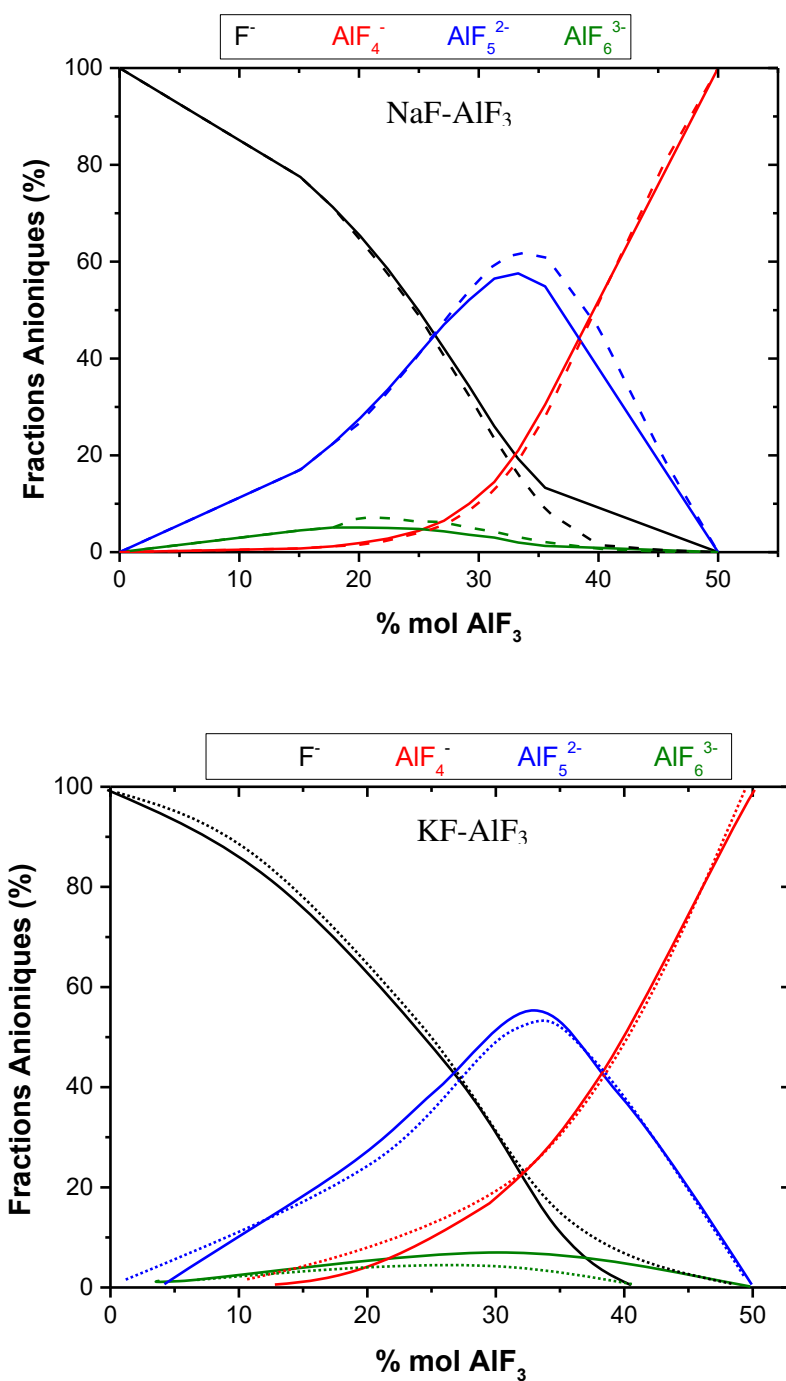 F⁻ AlF₄⁻ AlF₅²⁻ AlF₆³⁻
100
NaF-AlF₃
80
60
40
20
0
Fractions Anioniques (%)
0 10 20 30 40 50
% mol AlF₃
F⁻ AlF₄⁻ AlF₅²⁻ AlF₆³⁻
100
KF-AlF₃
80
60
40
20
0
Fractions Anioniques (%)
0 10 20 30 40 50
% mol AlF₃